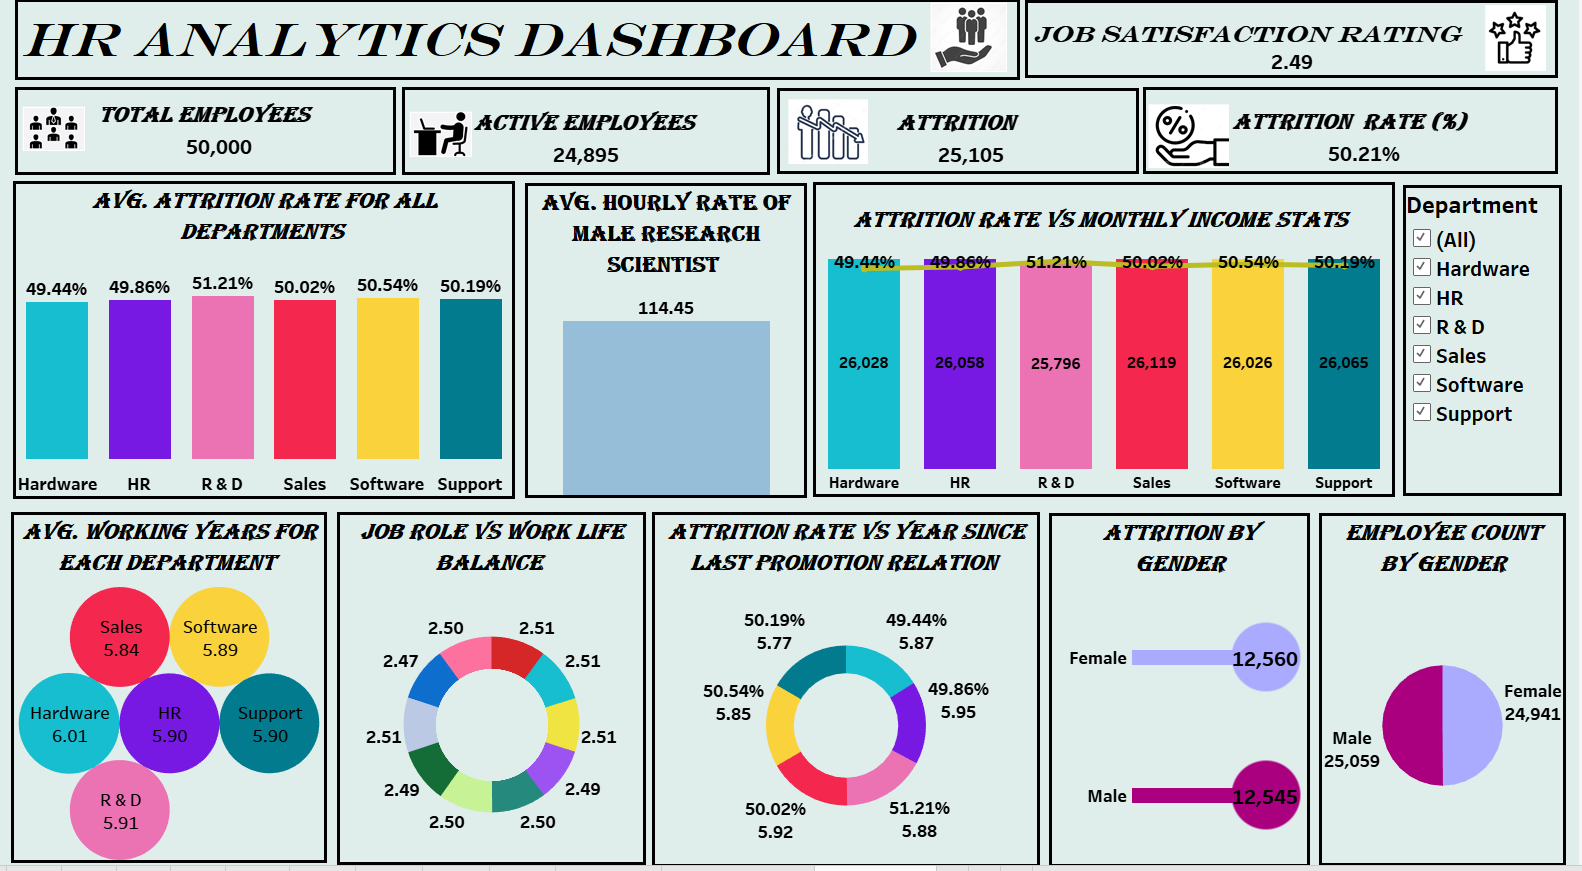 HR ANALYTICS DASHBOARD
JOB SATISFACTION RATING
2.49
TOTAL EMPLOYEES
50,000
ACTIVE EMPLOYEES
24,895
ATTRITION
25,105
ATTRITION RATE (%)
50.21%
AVG. ATTRITION RATE FOR ALL
DEPARTMENTS
49.44% 49.86% 51.21% 50.02% 50.54% 50.19%
Hardware HR R & D Sales Software Support
AVG. HOURLY RATE OF
MALE RESEARCH
SCIENTIST
114.45
ATTRITION RATE VS MONTHLY INCOME STATS
49.44% 49.86% 51.21% 50.02% 50.54% 50.19%
26,028 26,058 25,796 26,119 26,026 26,065
Hardware HR R & D Sales Software Support
Department
(All)
Hardware
HR
R & D
Sales
Software
Support
AVG. WORKING YEARS FOR
EACH DEPARTMENT
Sales
5.84
Software
5.89
Hardware
6.01
HR
5.90
Support
5.90
R & D
5.91
JOB ROLE VS WORK LIFE
BALANCE
2.50 2.51
2.47 2.51
2.51 2.51
2.49 2.49
2.50 2.50
ATTRITION RATE VS YEAR SINCE
LAST PROMOTION RELATION
50.19%
5.77
49.44%
5.87
50.54%
5.85
49.86%
5.95
50.02%
5.92
51.21%
5.88
ATTRITION BY
GENDER
Female 12,560
Male 12,545
EMPLOYEE COUNT
BY GENDER
Female
24,941
Male
25,059